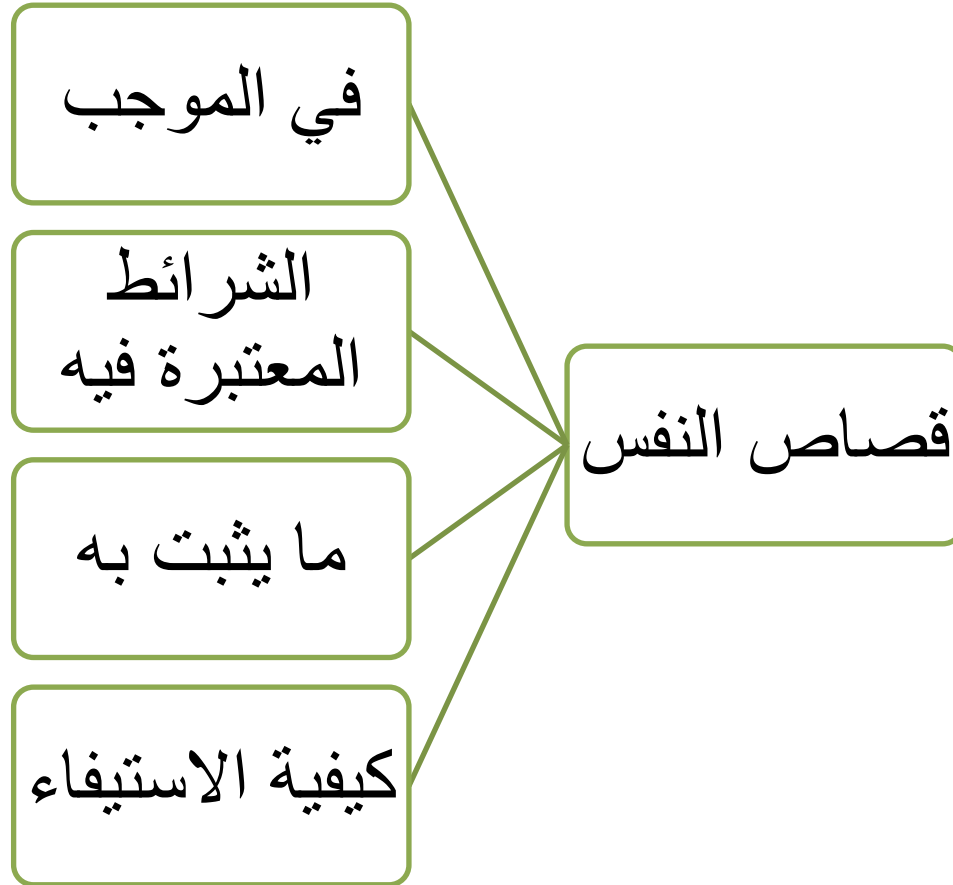 قصاص النفس
في الموجب
الشرائط
المعتبرة فيه
ما يثبت به
كيفية الاستيفاء